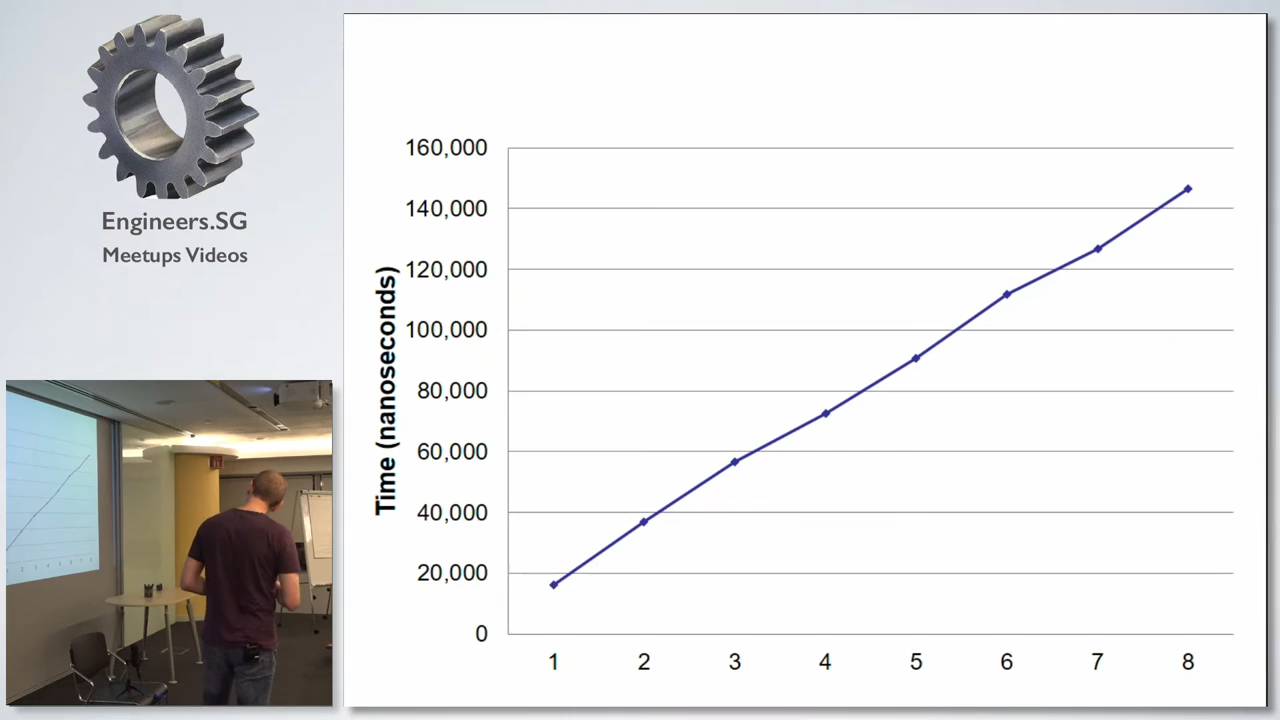 Engineers.SG
Meetups Videos
Time (nanoseconds)
160,000
140,000
120,000
100,000
80,000
60,000
40,000
20,000
0
1 2 3 4 5 6 7 8